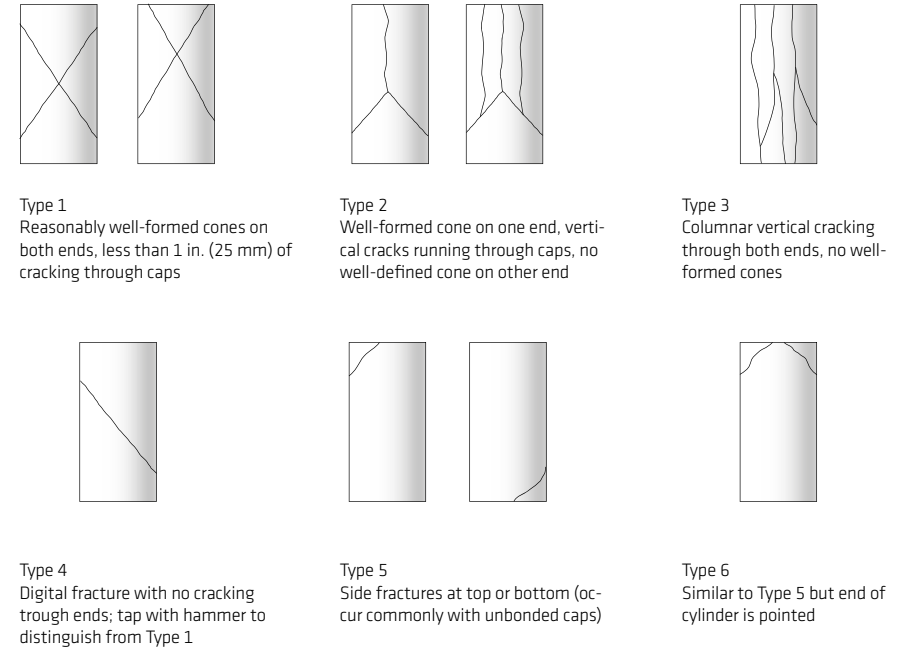 Type 1
Reasonably well-formed cones on
both ends, less than 1 in. (25 mm) of
cracking through caps
Type 2
Well-formed cone on one end, verti-
cal cracks running through caps, no
well-defined cone on other end
Type 3
Columnar vertical cracking
through both ends, no well-
formed cones
Type 4
Digital fracture with no cracking
trough ends; tap with hammer to
distinguish from Type 1
Type 5
Side fractures at top or bottom (oc-
cur commonly with unbonded caps)
Type 6
Similar to Type 5 but end of
cylinder is pointed